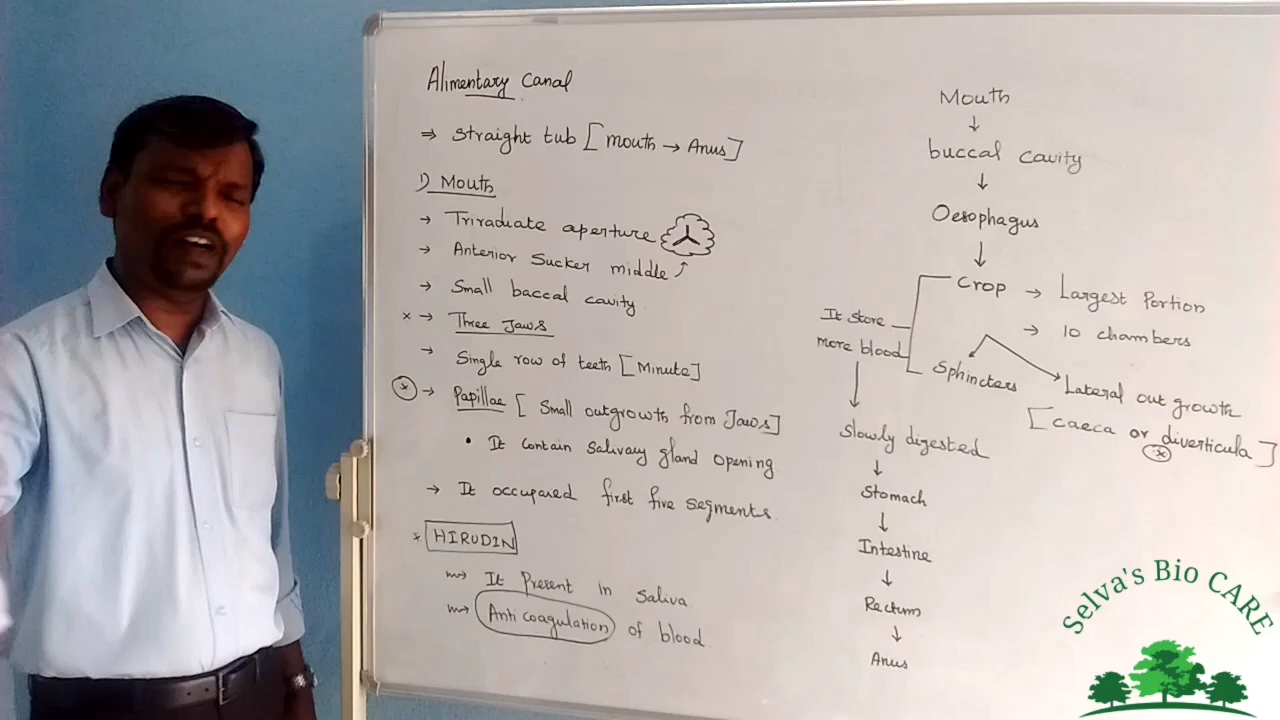 Alimentary Canal
⇒ Straight tub [mouth → Anus]
1) Mouth
→ Triradiate aperture
→ Anterior Sucker middle
→ Small baccal cavity
× → Three Jaws
→ Single row of teeth [Minute]
× → Papillae [Small outgrowth from Jaws]
• It contain Salivary gland opening
→ It occupared first five segments.
* HIRUDIN
→ It Present in saliva
→ Anti coagulation of blood
Mouth
↓
buccal cavity
↓
Oesophagus
↓
Crop → Largest Portion
→ 10 chambers
It store
more blood
Sphincters
Lateral out growth
[caeca or diverticula]
×
↓
Slowly digested
↓
Stomach
↓
Intestine
↓
Rectum
↓
Anus
Selva's Bio CARE